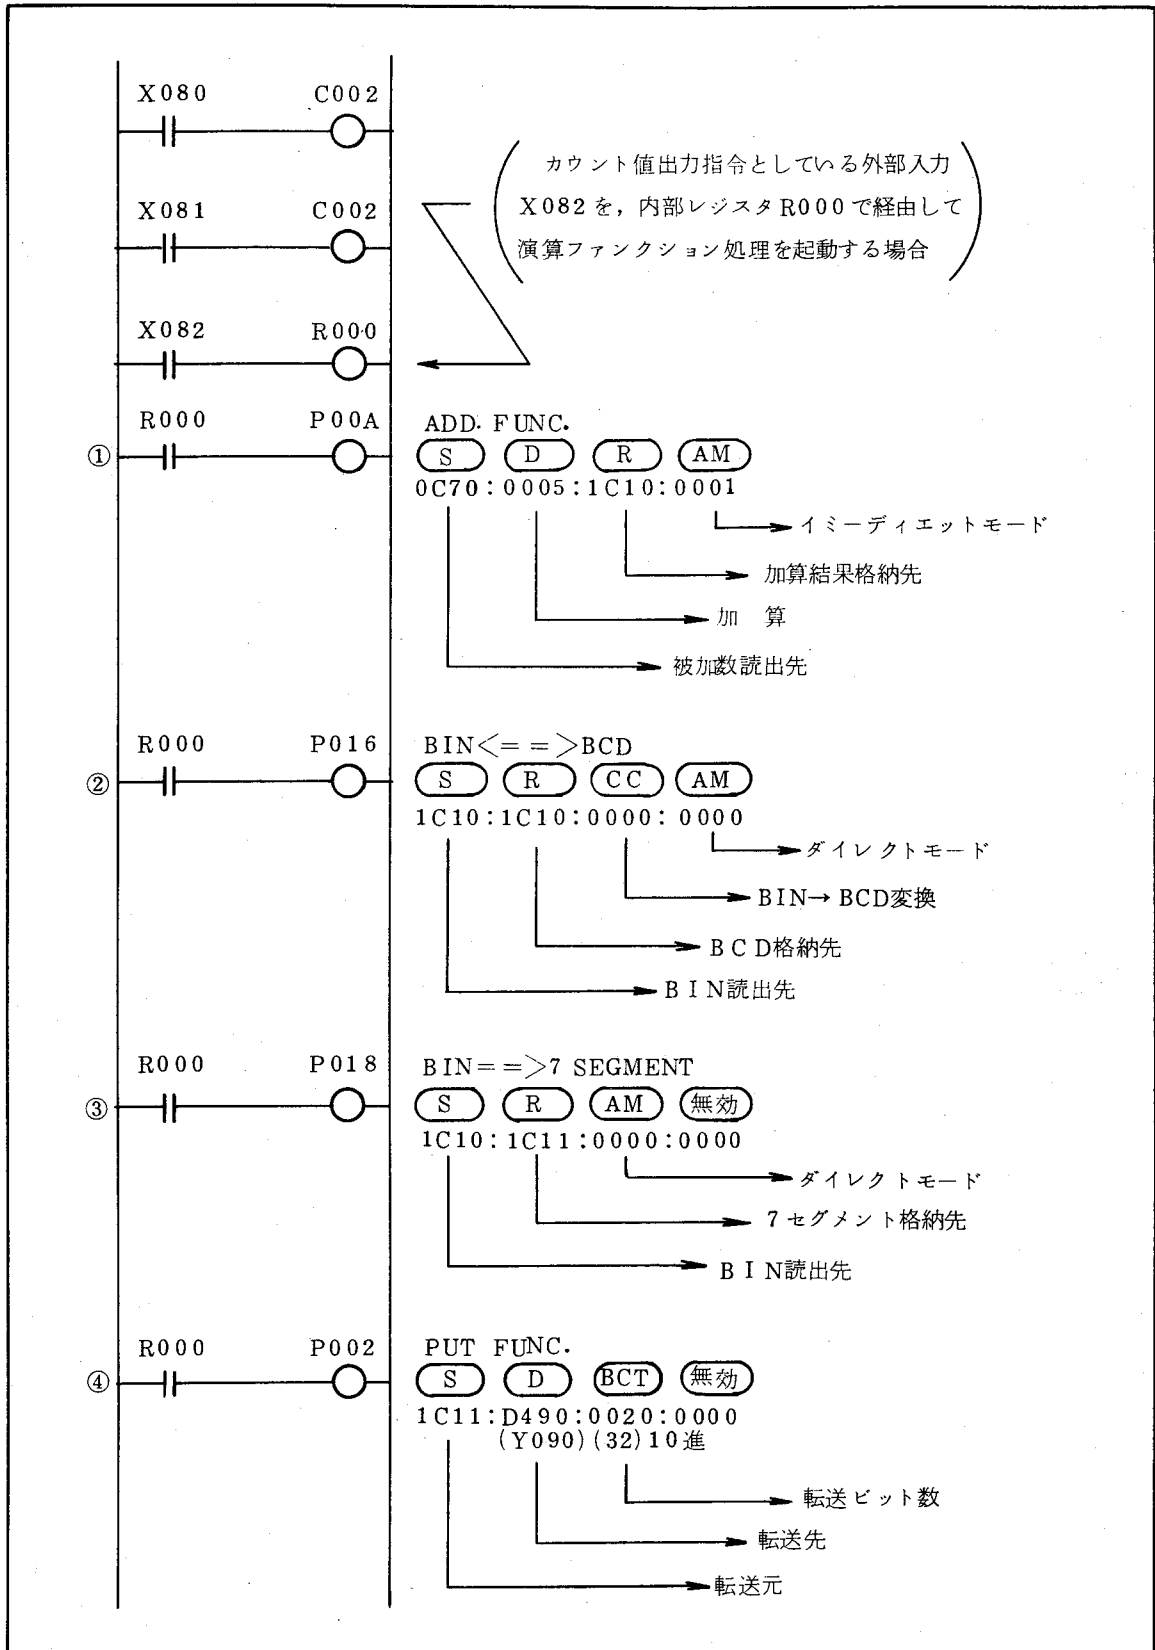 X080 C002
X081 C002
カウント値出力指令としている外部入力
X082を,内部レジスタR000で経由して
演算ファンクション処理を起動する場合
X082 R000
R000 P00A ADD. FUNC.
① S D R AM
0C70:0005:1C10:0001
イミーディエットモード
加算結果格納先
加 算
被加数読出先
R000 P016 BIN<==>BCD
② S R CC AM
1C10:1C10:0000:0000
ダイレクトモード
BIN→BCD変換
BCD格納先
BIN読出先
R000 P018 BIN==>7 SEGMENT
③ S R AM 無効
1C10:1C11:0000:0000
ダイレクトモード
7セグメント格納先
BIN読出先
R000 P002 PUT FUNC.
④ S D BCT 無効
1C11:D490:0020:0000
(Y090)(32)10進
転送ビット数
転送先
転送元